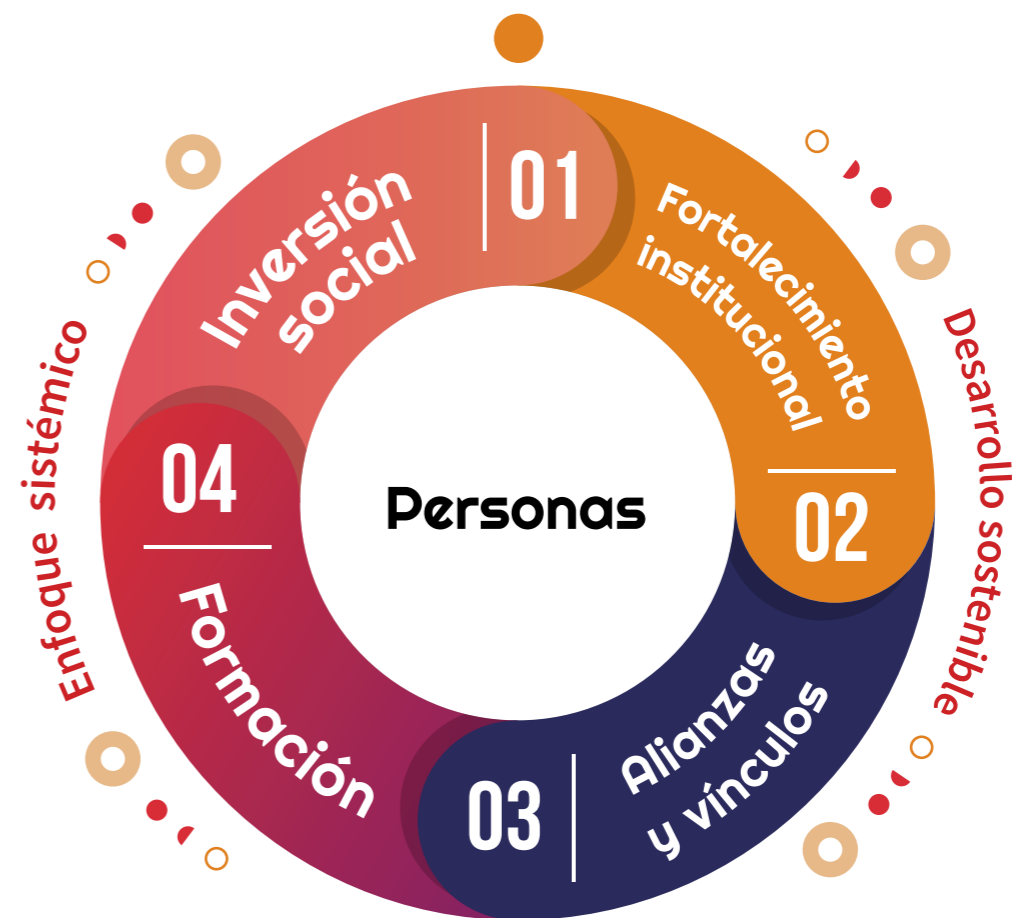 01
Inversión
social
02
Fortalecimiento
institucional
03
Alianzas
y vínculos
04
Formación
Personas
Enfoque sistémico
Desarrollo sostenible